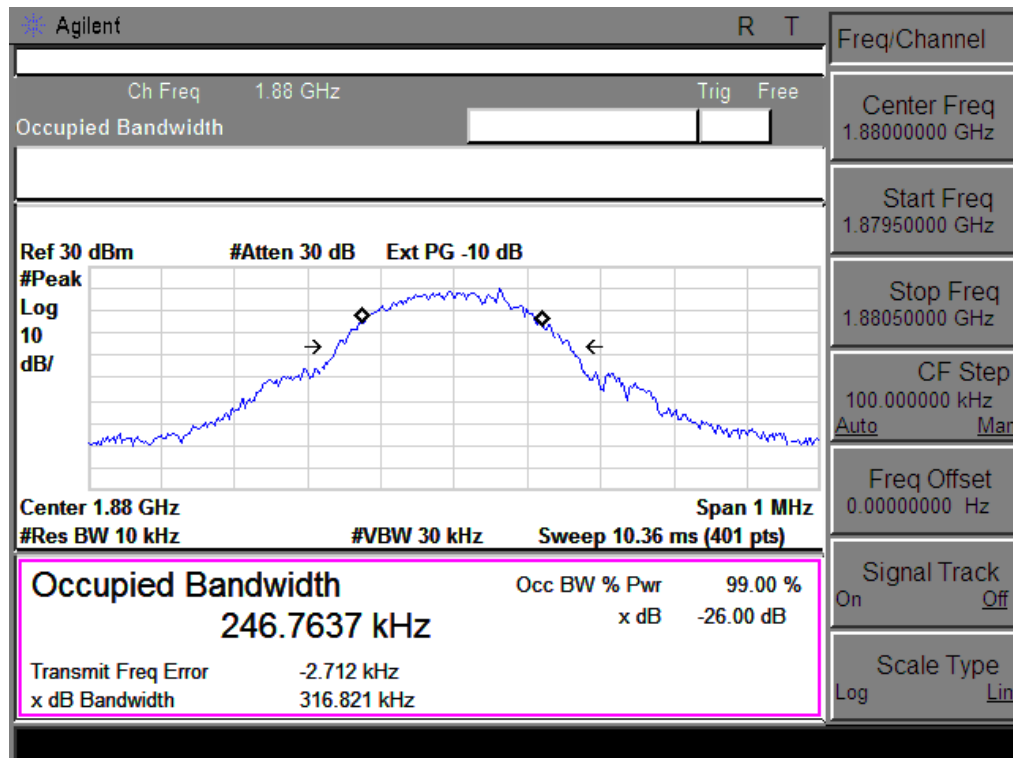 Agilent R T
Ch Freq 1.88 GHz Trig Free
Occupied Bandwidth
Ref 30 dBm #Atten 30 dB Ext PG -10 dB
#Peak
Log
10
dB/
Center 1.88 GHz Span 1 MHz
#Res BW 10 kHz #VBW 30 kHz Sweep 10.36 ms (401 pts)
Occupied Bandwidth Occ BW % Pwr 99.00 %
246.7637 kHz x dB -26.00 dB
Transmit Freq Error -2.712 kHz
x dB Bandwidth 316.821 kHz
Freq/Channel
Center Freq
1.88000000 GHz
Start Freq
1.87950000 GHz
Stop Freq
1.88050000 GHz
CF Step
100.000000 kHz
Auto Man
Freq Offset
0.00000000 Hz
Signal Track
On Off
Scale Type
Log Lin